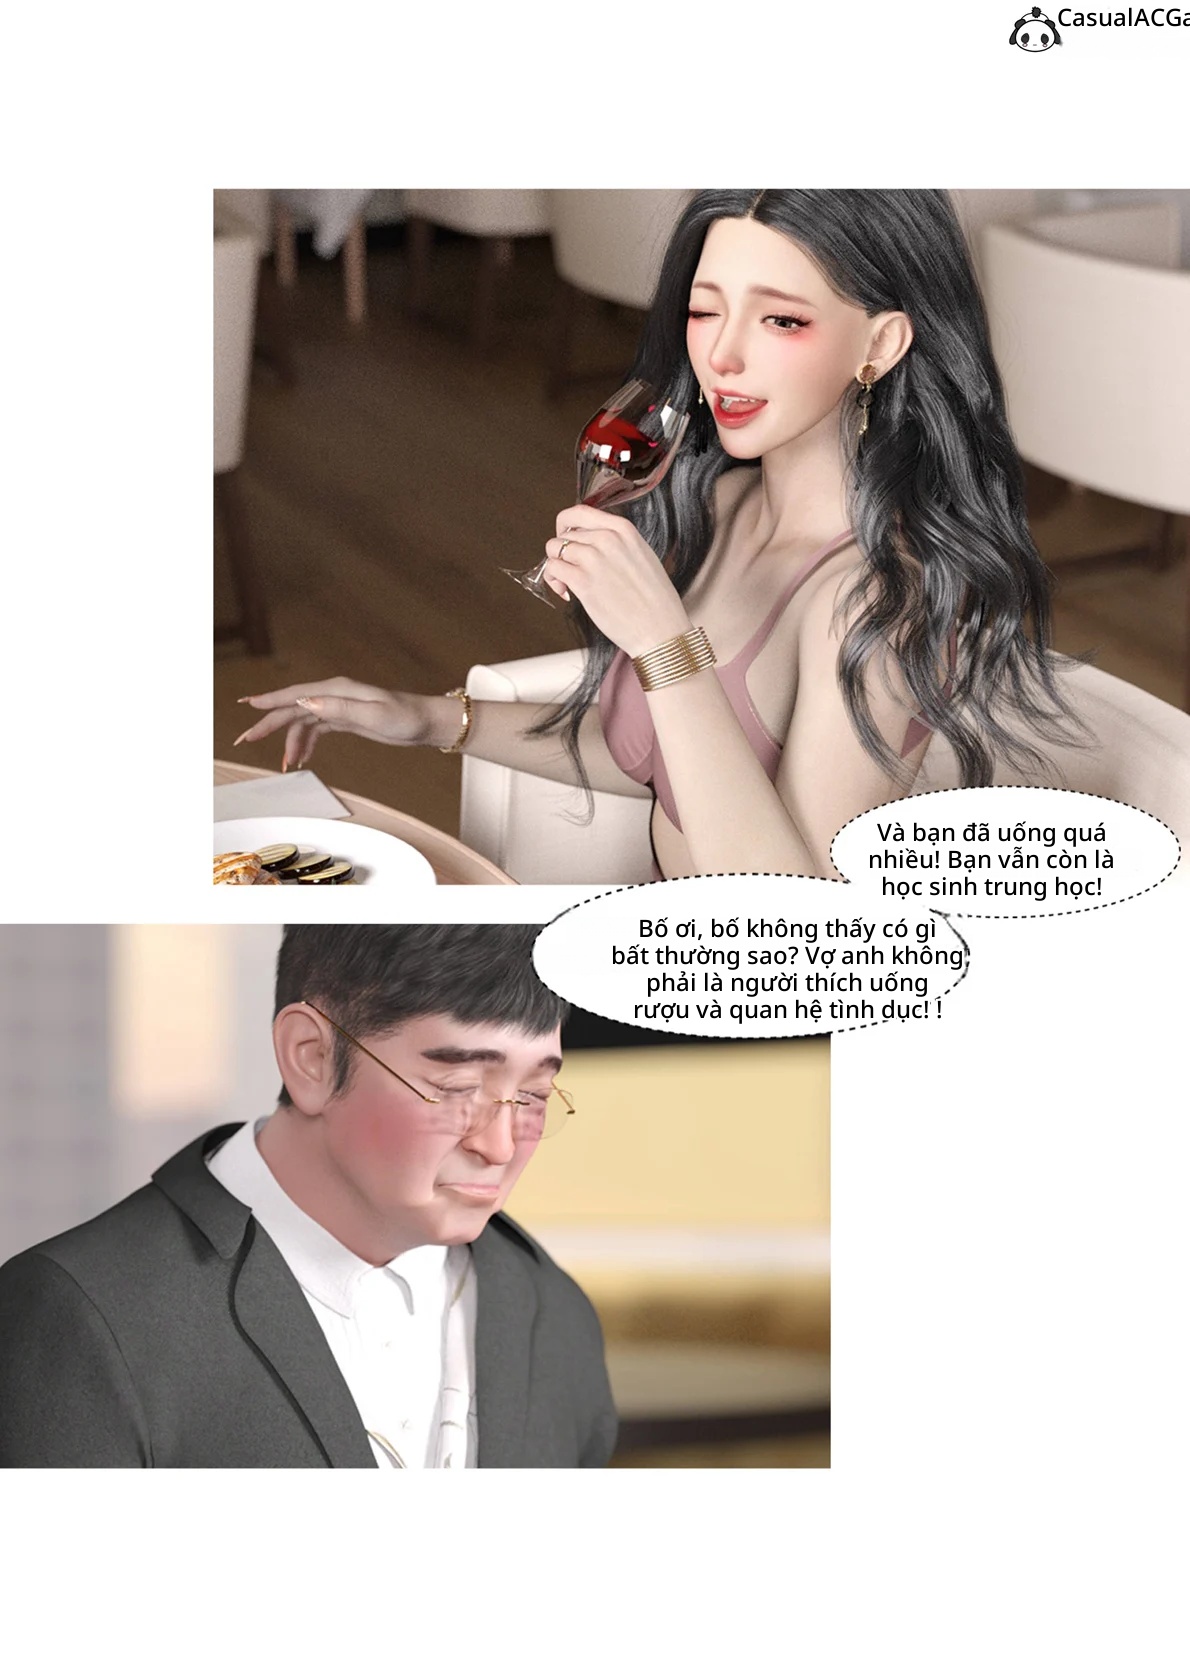 CasualACGa
Và bạn đã uống quá
nhiều! Bạn vẫn còn là
học sinh trung học!
Bố ơi, bố không thấy có gì
bất thường sao? Vợ anh không
phải là người thích uống
rượu và quan hệ tình dục! !